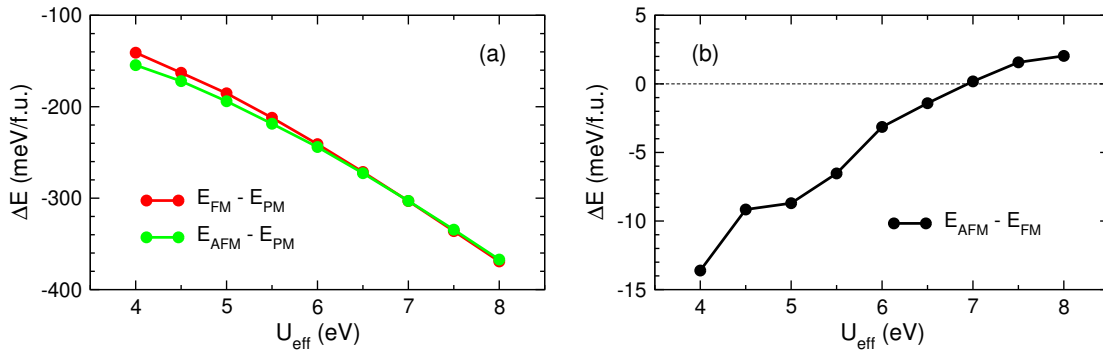 (a)
ΔE (meV/f.u.)
-100
-200
-300
-400
E_FM - E_PM
E_AFM - E_PM
4 5 6 7 8
U_eff (eV)
(b)
ΔE (meV/f.u.)
5
0
-5
-10
-15
E_AFM - E_FM
4 5 6 7 8
U_eff (eV)